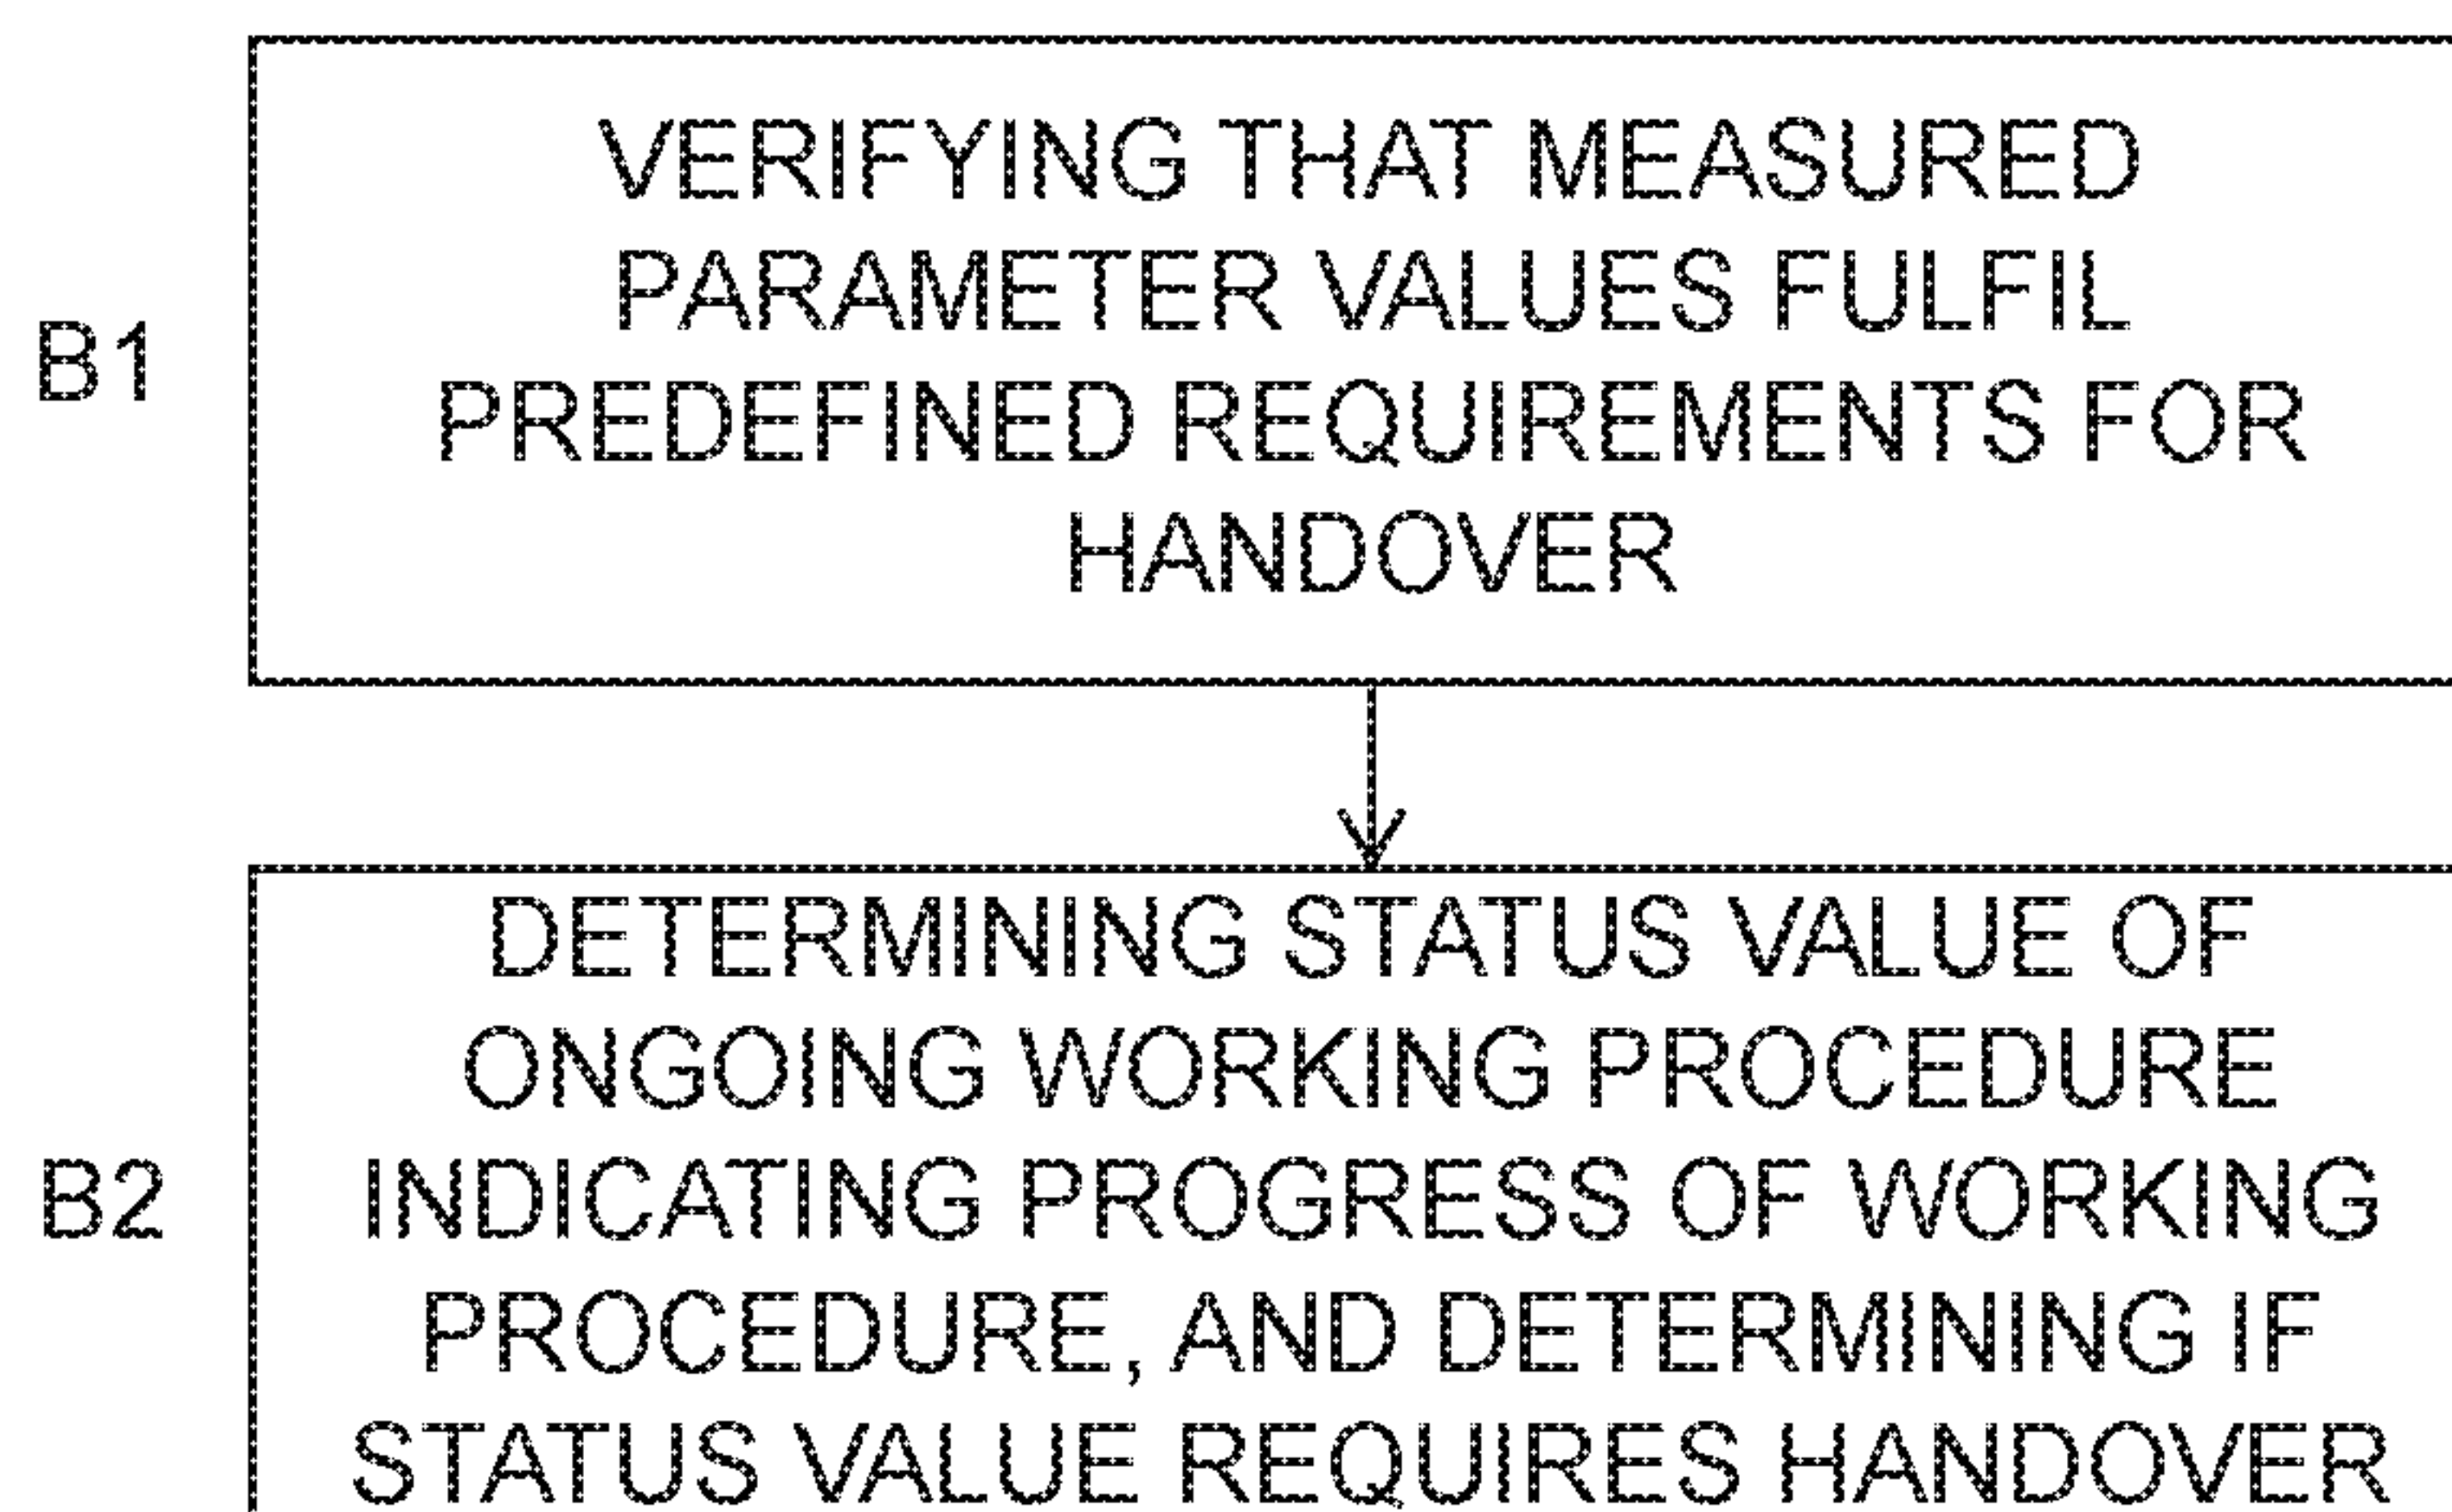 VERIFYING THAT MEASURED
PARAMETER VALUES FULFIL
B1
PREDEFINED REQUIREMENTS FOR
HANDOVER
DETERMINING STATUS VALUE OF
ONGOING WORKING PROCEDURE
B2
INDICATING PROGRESS OF WORKING
PROCEDURE, AND DETERMINING IF
STATUS VALUE REQUIRES HANDOVER